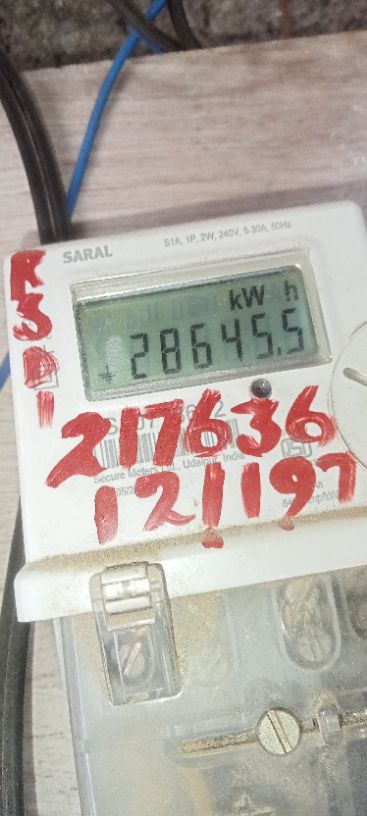 SARAL
S1A, 1P, 2W, 240V, 5-30A, 50Hz
kW h
+28645.5
217636
Secure Meters Ltd., Udaipur, India
121197